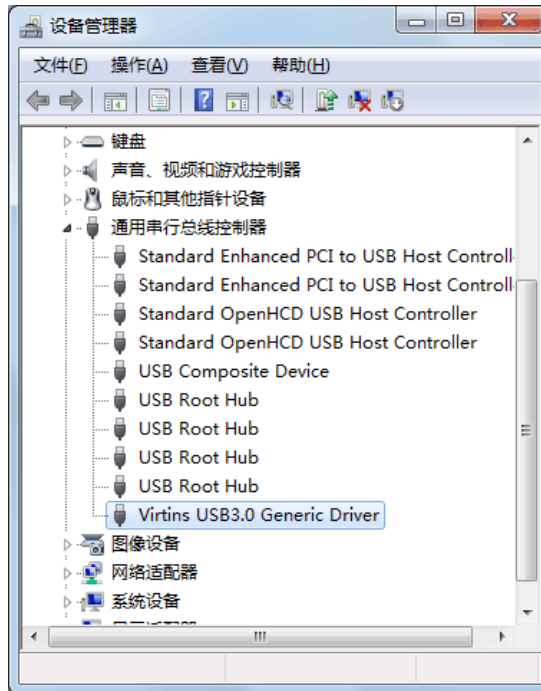 设备管理器
文件(F) 操作(A) 查看(V) 帮助(H)
键盘
声音、视频和游戏控制器
鼠标和其他指针设备
通用串行总线控制器
Standard Enhanced PCI to USB Host Controll
Standard Enhanced PCI to USB Host Controll
Standard OpenHCD USB Host Controller
Standard OpenHCD USB Host Controller
USB Composite Device
USB Root Hub
USB Root Hub
USB Root Hub
USB Root Hub
Virtins USB3.0 Generic Driver
图像设备
网络适配器
系统设备